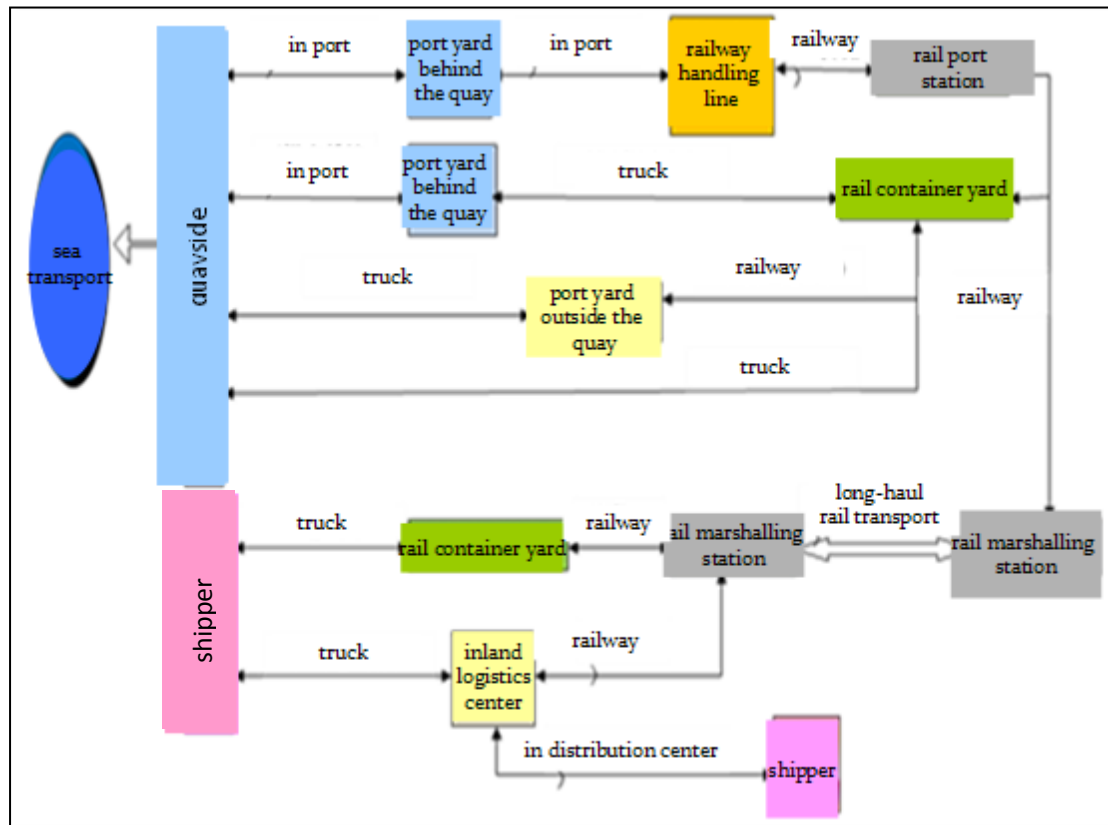 in port
port yard
behind
the quay
in port
railway
handling
line
railway
rail port
station
in port
port yard
behind
the quay
truck
rail container yard
sea
transport
quayside
truck
port yard
outside the
quay
railway
railway
truck
shipper
truck
rail container yard
railway
ail marshalling
station
long-haul
rail transport
rail marshalling
station
truck
inland
logistics
center
railway
in distribution center
shipper